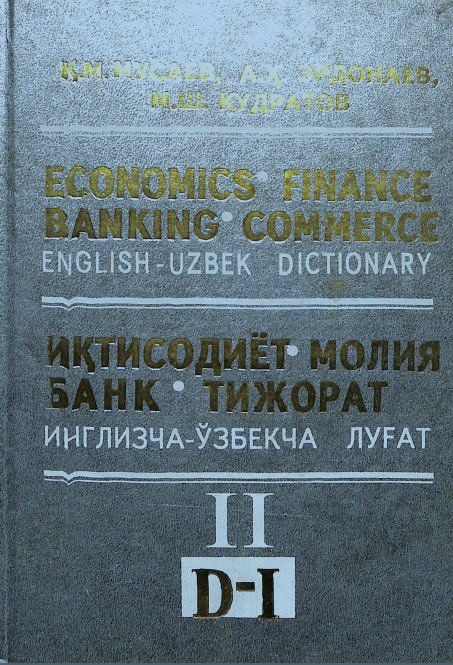 Қ.М. МУСАЕВ, А.Қ. ЭРДОНАЕВ,
М.Ш. ҚУДРАТОВ
ECONOMICS • FINANCE
BANKING • COMMERCE
ENGLISH-UZBEK DICTIONARY
ИҚТИСОДИЁТ • МОЛИЯ
БАНК • ТИЖОРАТ
ИНГЛИЗЧА-ЎЗБЕКЧА ЛУҒАТ
II
D-I